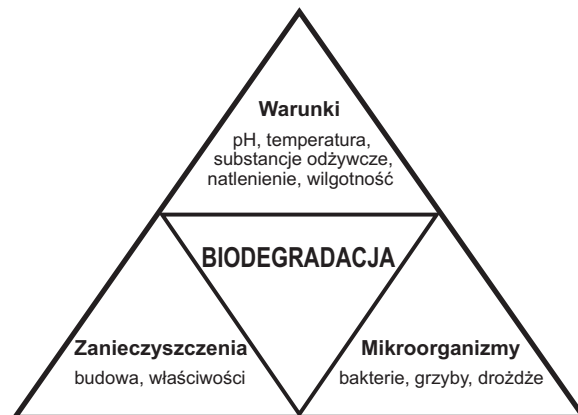 Warunki
pH, temperatura,
substancje odżywcze,
natlenienie, wilgotność
BIODEGRADACJA
Zanieczyszczenia
budowa, właściwości
Mikroorganizmy
bakterie, grzyby, drożdże